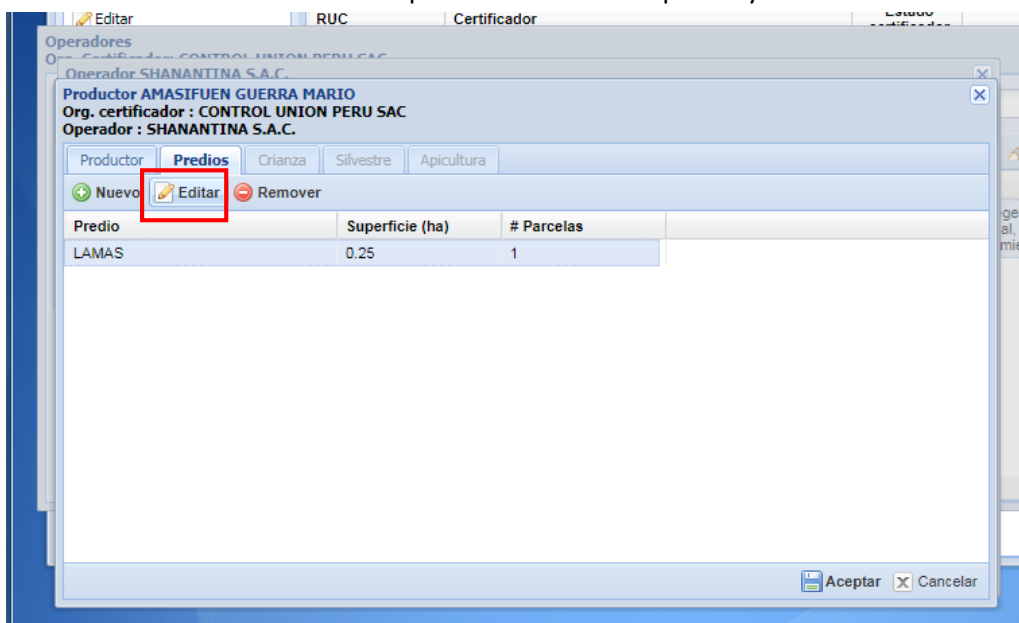 Editar RUC Certificador Estado
Operadores
Operador SHANANTINA S.A.C.
Productor AMASIFUEN GUERRA MARIO
Org. certificador : CONTROL UNION PERU SAC
Operador : SHANANTINA S.A.C.
Productor Predios Crianza Silvestre Apicultura
Nuevo Editar Remover
Predio Superficie (ha) # Parcelas
LAMAS 0.25 1
Aceptar Cancelar